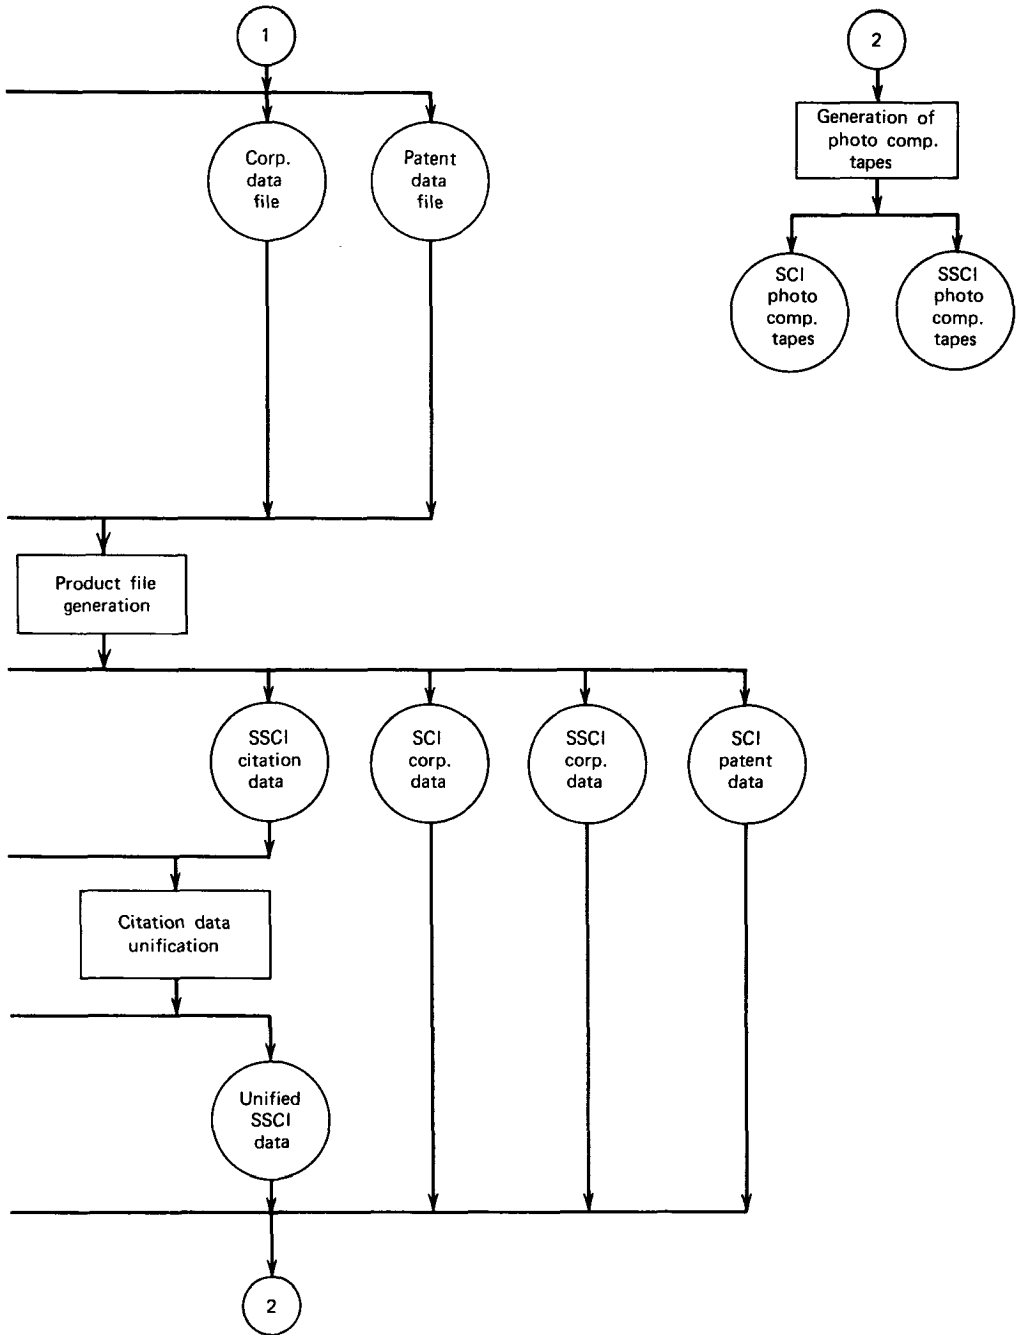 1
Corp.
data
file
Patent
data
file
Product file
generation
SSCI
citation
data
SCI
corp.
data
SSCI
corp.
data
SCI
patent
data
Citation data
unification
Unified
SSCI
data
2
2
Generation of
photo comp.
tapes
SCI
photo
comp.
tapes
SSCI
photo
comp.
tapes